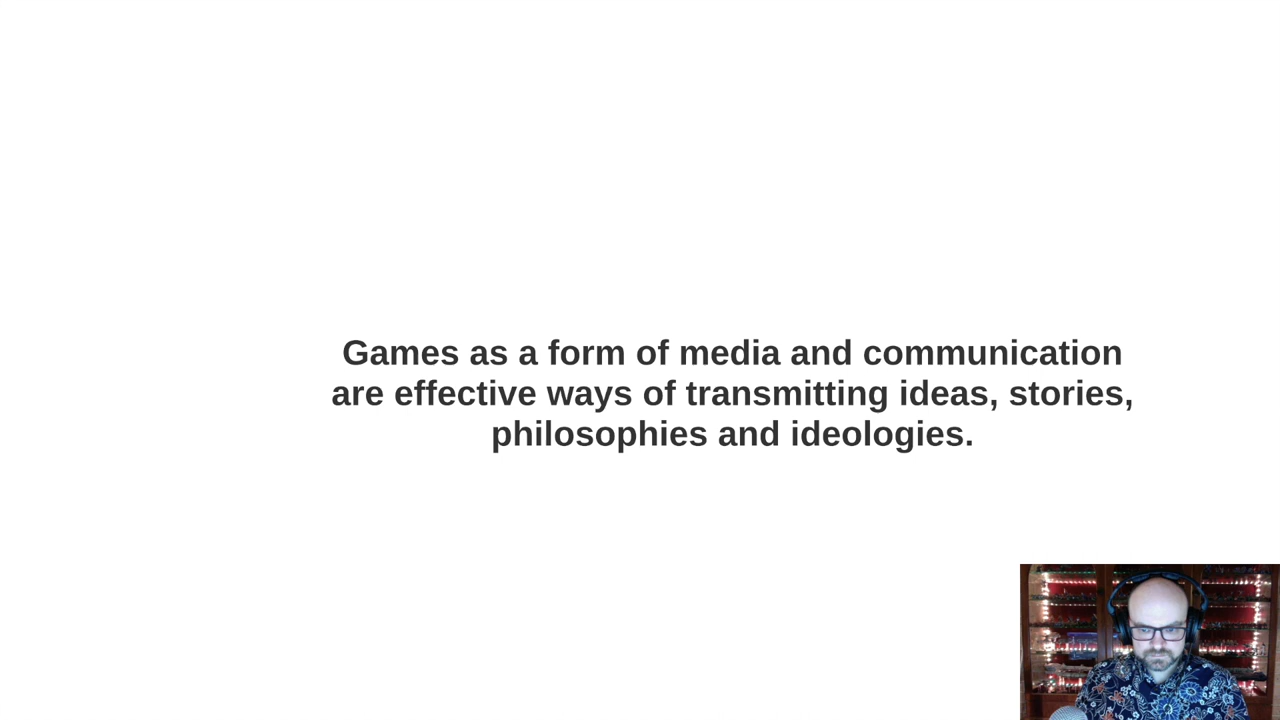 Games as a form of media and communication
are effective ways of transmitting ideas, stories,
philosophies and ideologies.